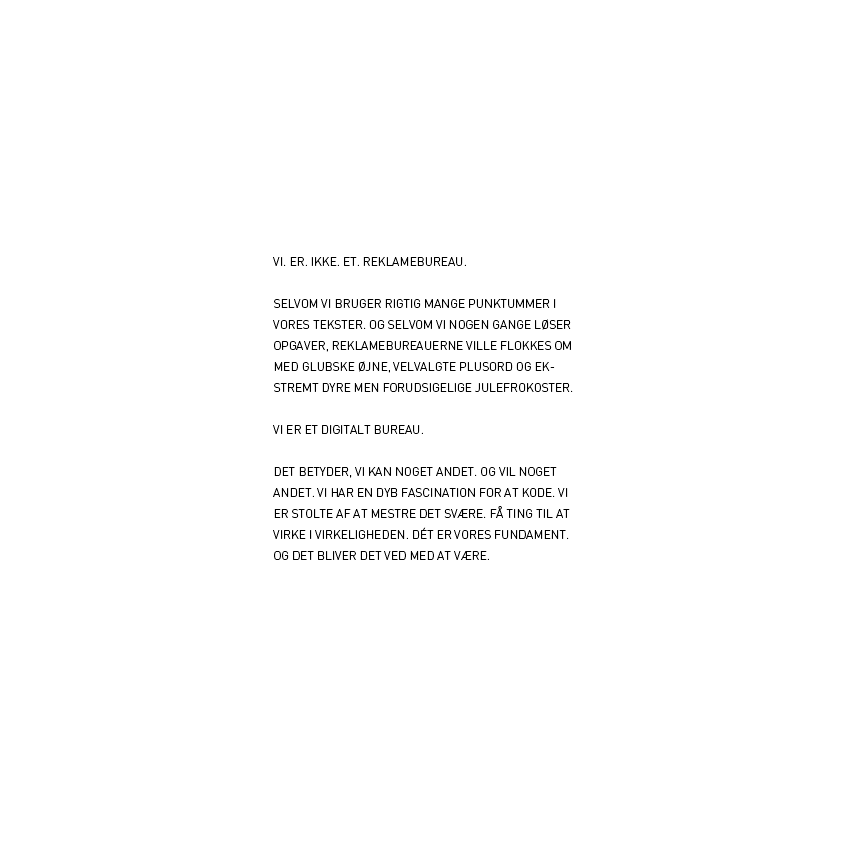 VI. ER. IKKE. ET. REKLAMEBUREAU.
SELVOM VI BRUGER RIGTIG MANGE PUNKTUMMER I
VORES TEKSTER. OG SELVOM VI NOGEN GANGE LØSER
OPGAVER, REKLAMEBUREAUERNE VILLE FLOKKES OM
MED GLUBSKE ØJNE, VELVALGTE PLUSORD OG EK-
STREMT DYRE MEN FORUDSIGELIGE JULEFROKOSTER.
VI ER ET DIGITALT BUREAU.
DET BETYDER, VI KAN NOGET ANDET. OG VIL NOGET
ANDET. VI HAR EN DYB FASCINATION FOR AT KODE. VI
ER STOLTE AF AT MESTRE DET SVÆRE. FÅ TING TIL AT
VIRKE I VIRKELIGHEDEN. DÉT ER VORES FUNDAMENT.
OG DET BLIVER DET VED MED AT VÆRE.